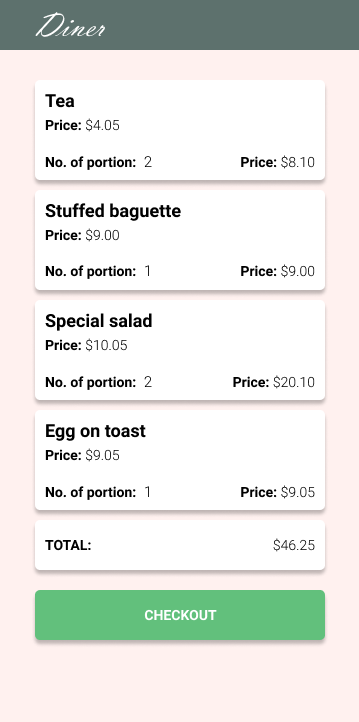 Diner
Tea
Price: $4.05
No. of portion: 2 Price: $8.10
Stuffed baguette
Price: $9.00
No. of portion: 1 Price: $9.00
Special salad
Price: $10.05
No. of portion: 2 Price: $20.10
Egg on toast
Price: $9.05
No. of portion: 1 Price: $9.05
TOTAL: $46.25
CHECKOUT